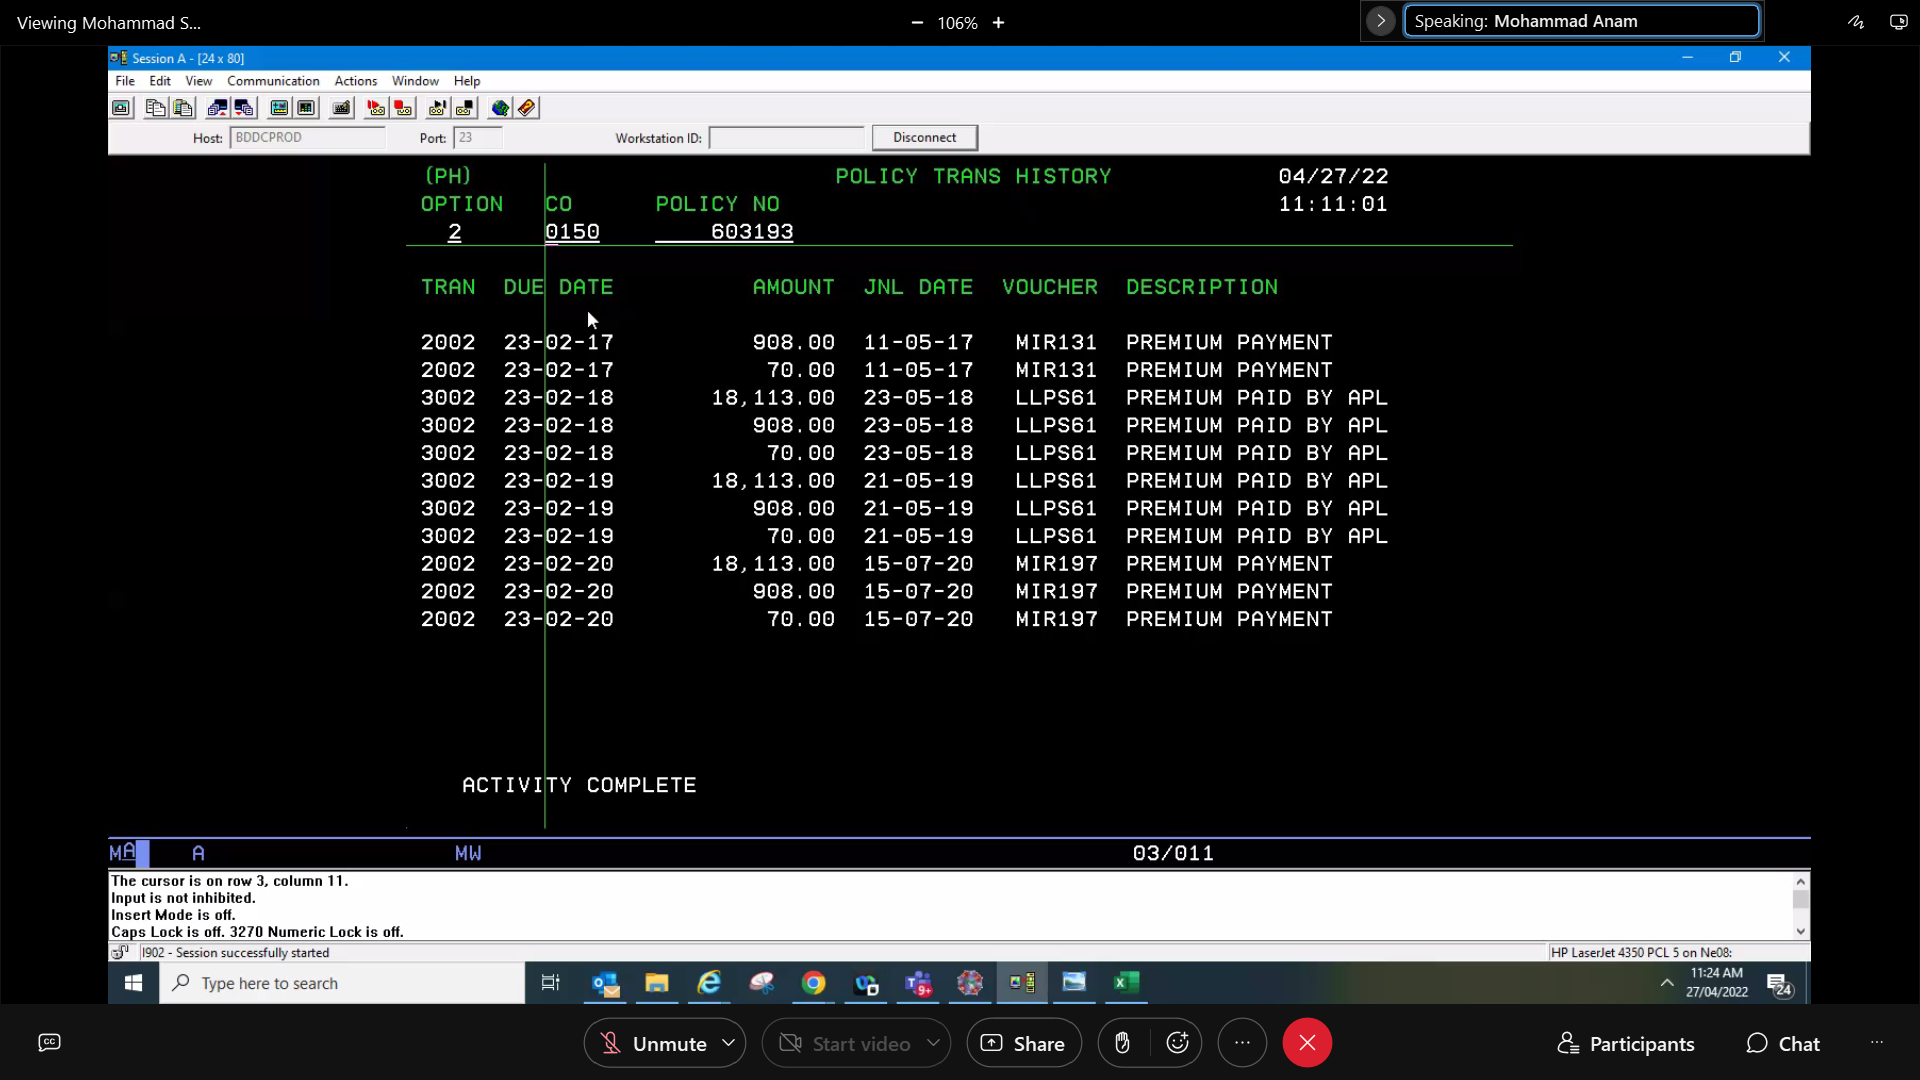 Viewing Mohammad S...
106%
Speaking: Mohammad Anam
Session A - [24 x 80]
File Edit View Communication Actions Window Help
Host: BDDCPROD Port: 23 Workstation ID: Disconnect
(PH) POLICY TRANS HISTORY 04/27/22
OPTION CO POLICY NO 11:11:01
2 0150 603193
TRAN DUE DATE AMOUNT JNL DATE VOUCHER DESCRIPTION
2002 23-02-17 908.00 11-05-17 MIR131 PREMIUM PAYMENT
2002 23-02-17 70.00 11-05-17 MIR131 PREMIUM PAYMENT
3002 23-02-18 18,113.00 23-05-18 LLPS61 PREMIUM PAID BY APL
3002 23-02-18 908.00 23-05-18 LLPS61 PREMIUM PAID BY APL
3002 23-02-18 70.00 23-05-18 LLPS61 PREMIUM PAID BY APL
3002 23-02-19 18,113.00 21-05-19 LLPS61 PREMIUM PAID BY APL
3002 23-02-19 908.00 21-05-19 LLPS61 PREMIUM PAID BY APL
3002 23-02-19 70.00 21-05-19 LLPS61 PREMIUM PAID BY APL
2002 23-02-20 18,113.00 15-07-20 MIR197 PREMIUM PAYMENT
2002 23-02-20 908.00 15-07-20 MIR197 PREMIUM PAYMENT
2002 23-02-20 70.00 15-07-20 MIR197 PREMIUM PAYMENT
ACTIVITY COMPLETE
MA A MW 03/011
The cursor is on row 3, column 11.
Input is not inhibited.
Insert Mode is off.
Caps Lock is off. 3270 Numeric Lock is off.
I902 - Session successfully started HP LaserJet 4350 PCL 5 on Ne08:
Type here to search 9+ 11:24 AM
27/04/2022 24
CC Unmute Start video Share Participants Chat